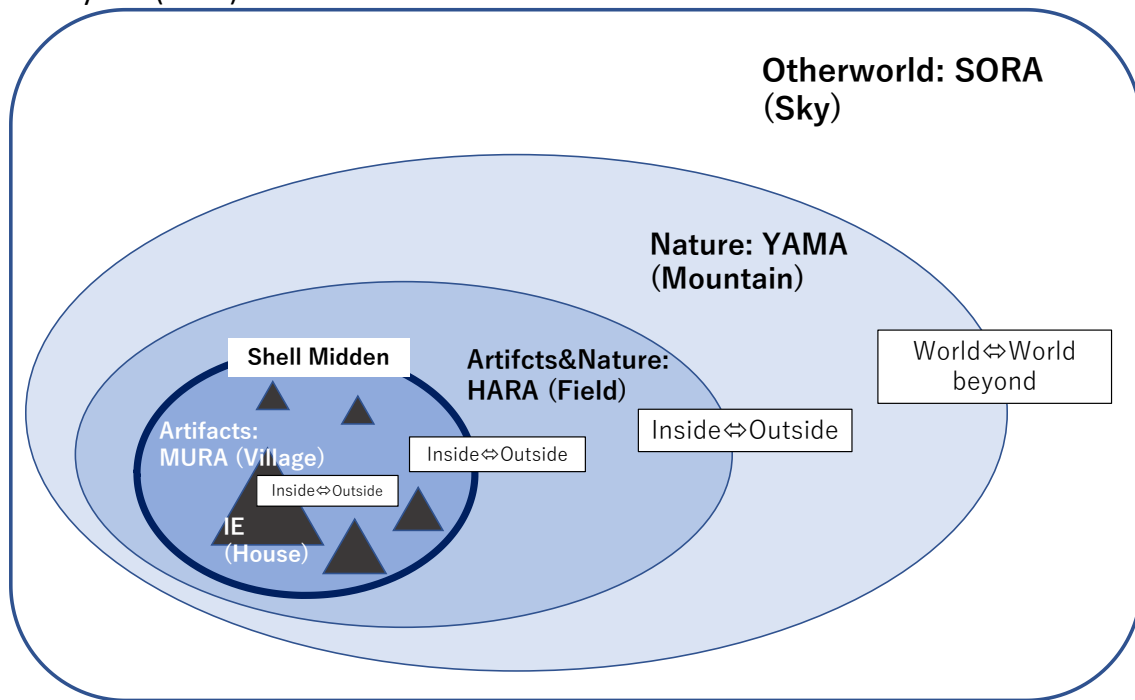 Otherworld: SORA
(Sky)
Nature: YAMA
(Mountain)
World⇔World
beyond
Shell Midden
Artifcts&Nature:
HARA (Field)
Inside⇔Outside
Artifacts:
MURA (Village)
Inside⇔Outside
Inside⇔Outside
IE
(House)